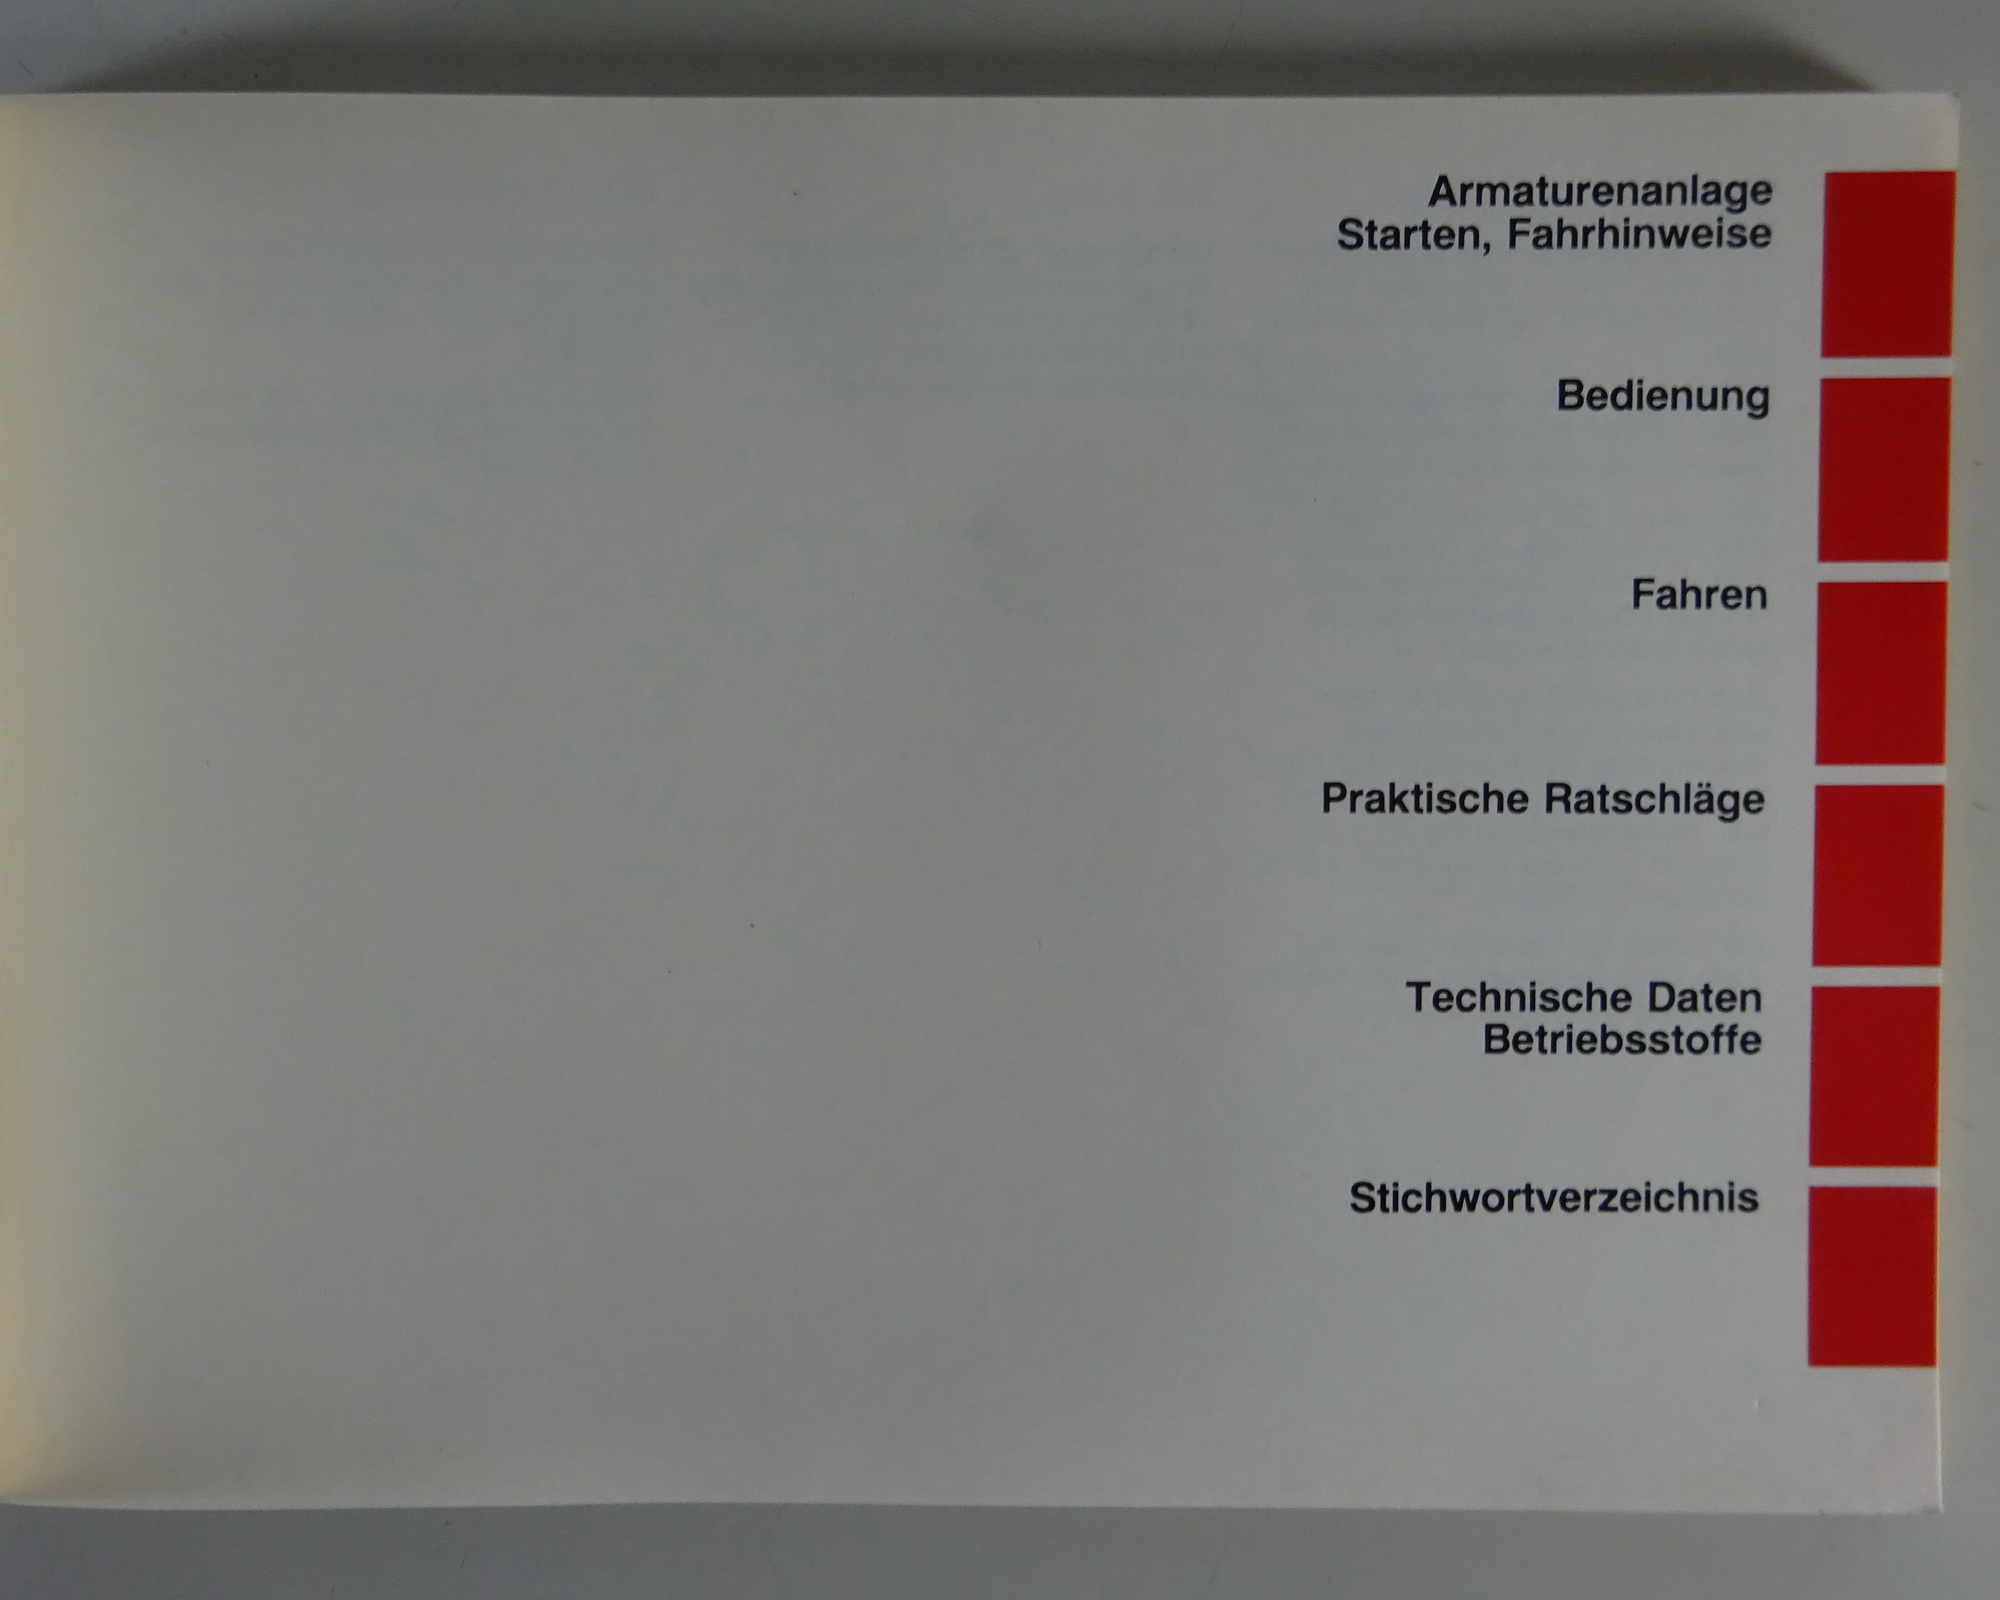 Armaturenanlage
Starten, Fahrhinweise
Bedienung
Fahren
Praktische Ratschläge
Technische Daten
Betriebsstoffe
Stichwortverzeichnis